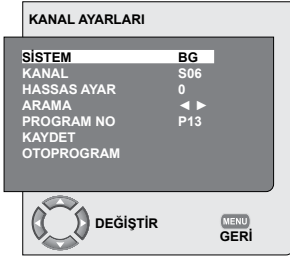 KANAL AYARLARI
SİSTEM BG
KANAL S06
HASSAS AYAR 0
ARAMA ◄ ►
PROGRAM NO P13
KAYDET
OTOPROGRAM
DEĞİŞTİR
MENU
GERİ